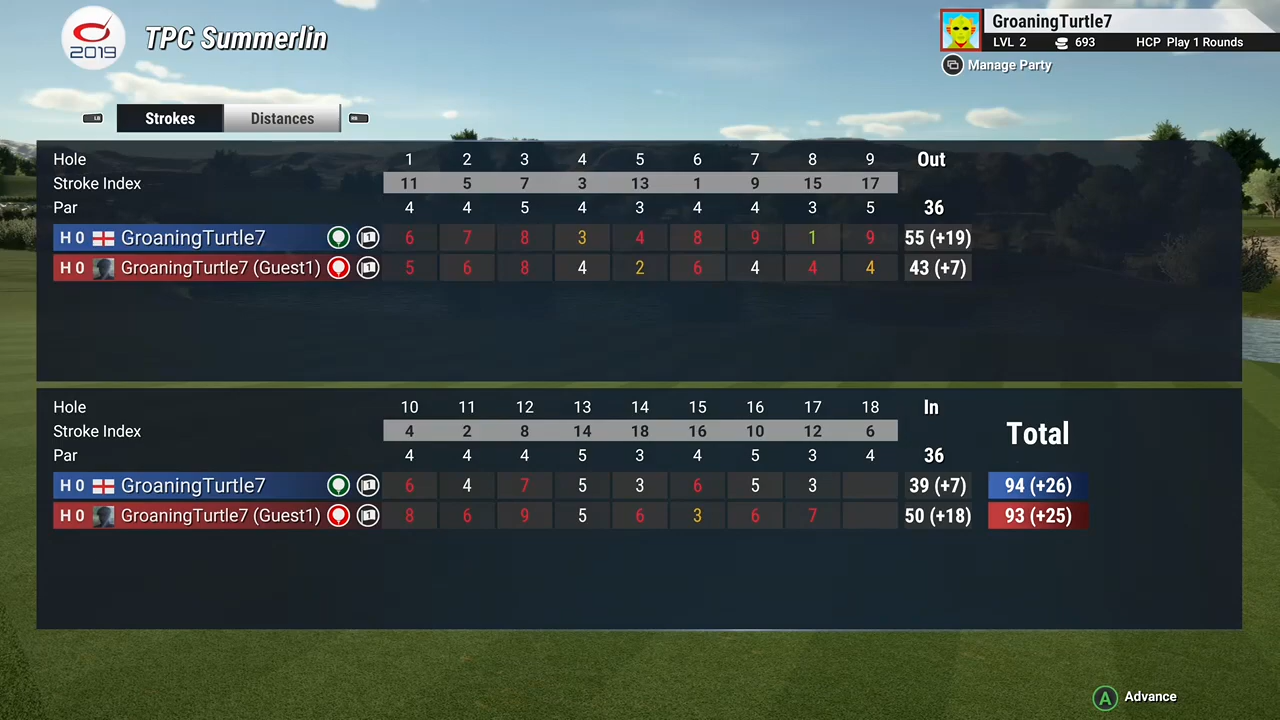 2019 TPC Summerlin
GroaningTurtle7
LVL 2 693 HCP Play 1 Rounds
Manage Party
LB Strokes Distances RB
Hole 1 2 3 4 5 6 7 8 9 Out
Stroke Index 11 5 7 3 13 1 9 15 17
Par 4 4 5 4 3 4 4 3 5 36
H 0 GroaningTurtle7 1 6 7 8 3 4 8 9 1 9 55 (+19)
H 0 GroaningTurtle7 (Guest1) 1 5 6 8 4 2 6 4 4 4 43 (+7)
Hole 10 11 12 13 14 15 16 17 18 In
Stroke Index 4 2 8 14 18 16 10 12 6 Total
Par 4 4 4 5 3 4 5 3 4 36
H 0 GroaningTurtle7 1 6 4 7 5 3 6 5 3 39 (+7) 94 (+26)
H 0 GroaningTurtle7 (Guest1) 1 8 6 9 5 6 3 6 7 50 (+18) 93 (+25)
A Advance